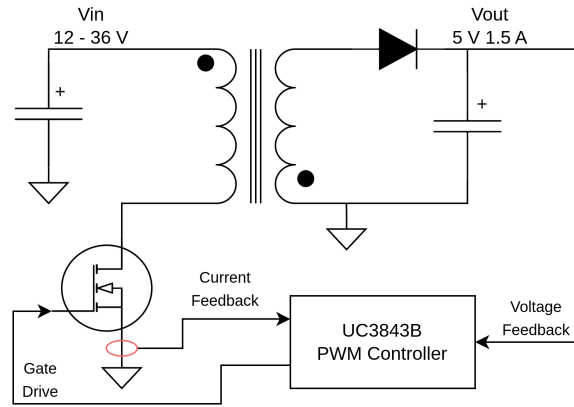 Vin
12 - 36 V
Vout
5 V 1.5 A
+
+
Current
Feedback
Voltage
Feedback
UC3843B
PWM Controller
Gate
Drive